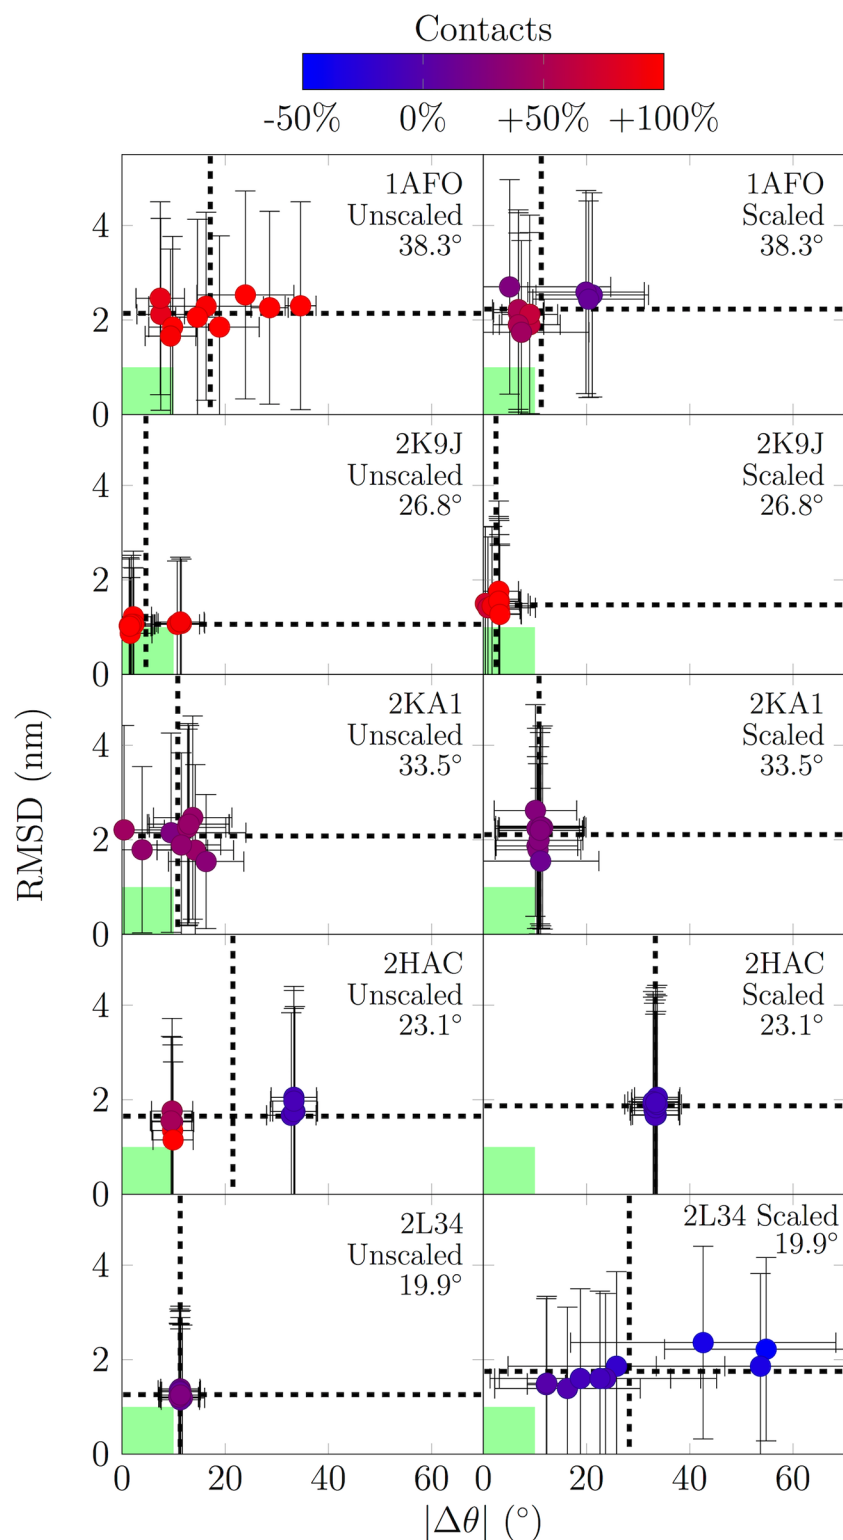 Contacts
-50% 0% +50% +100%
1AFO
Unscaled
38.3°
1AFO
Scaled
38.3°
4
2
0
2K9J
Unscaled
26.8°
2K9J
Scaled
26.8°
4
2
0
2KA1
Unscaled
33.5°
2KA1
Scaled
33.5°
4
2
0
RMSD (nm)
2HAC
Unscaled
23.1°
2HAC
Scaled
23.1°
4
2
0
2L34
Unscaled
19.9°
2L34 Scaled
19.9°
4
2
0
0 20 40 60 0 20 40 60
|Δθ| (°)